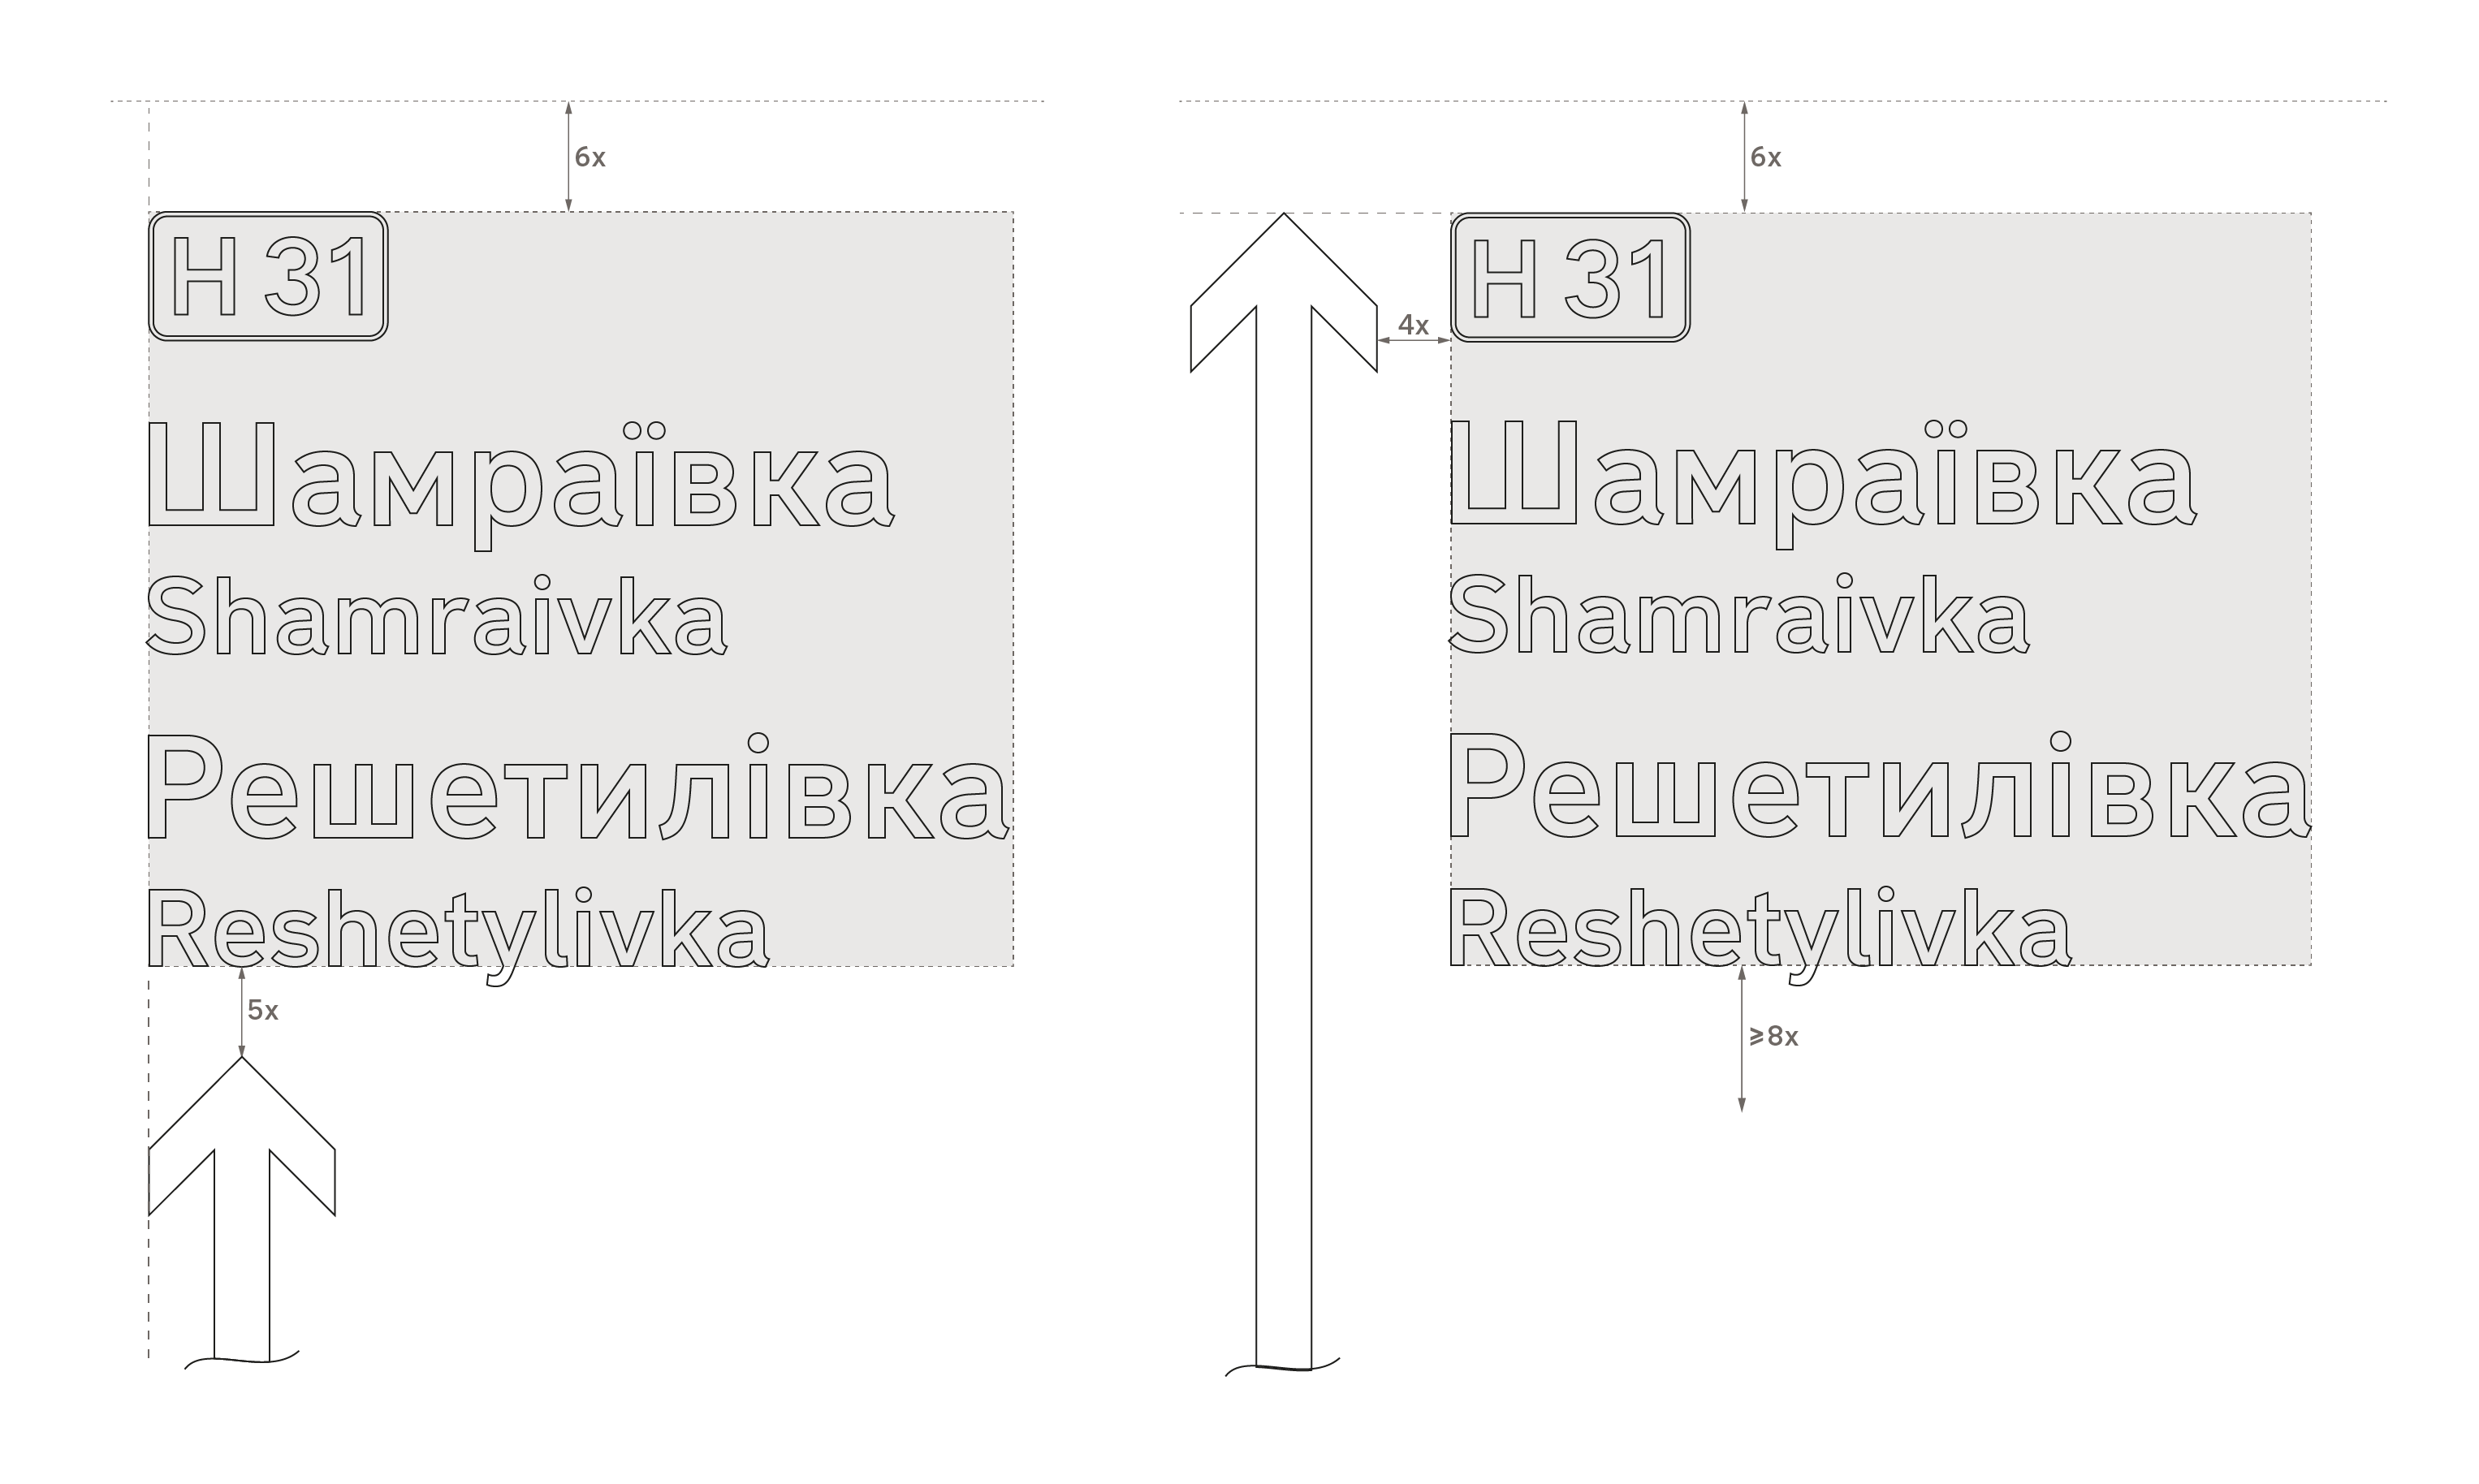 6x
H 31
Шамраївка
Shamraivka
Решетилівка
Reshetylivka
5x
6x
4x
H 31
Шамраївка
Shamraivka
Решетилівка
Reshetylivka
⩾8x